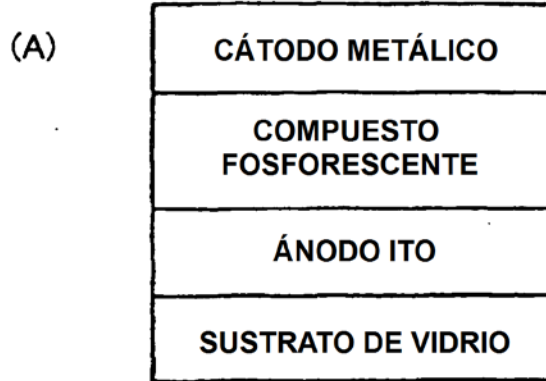 (A)
CÁTODO METÁLICO
COMPUESTO
FOSFORESCENTE
ÁNODO ITO
SUSTRATO DE VIDRIO